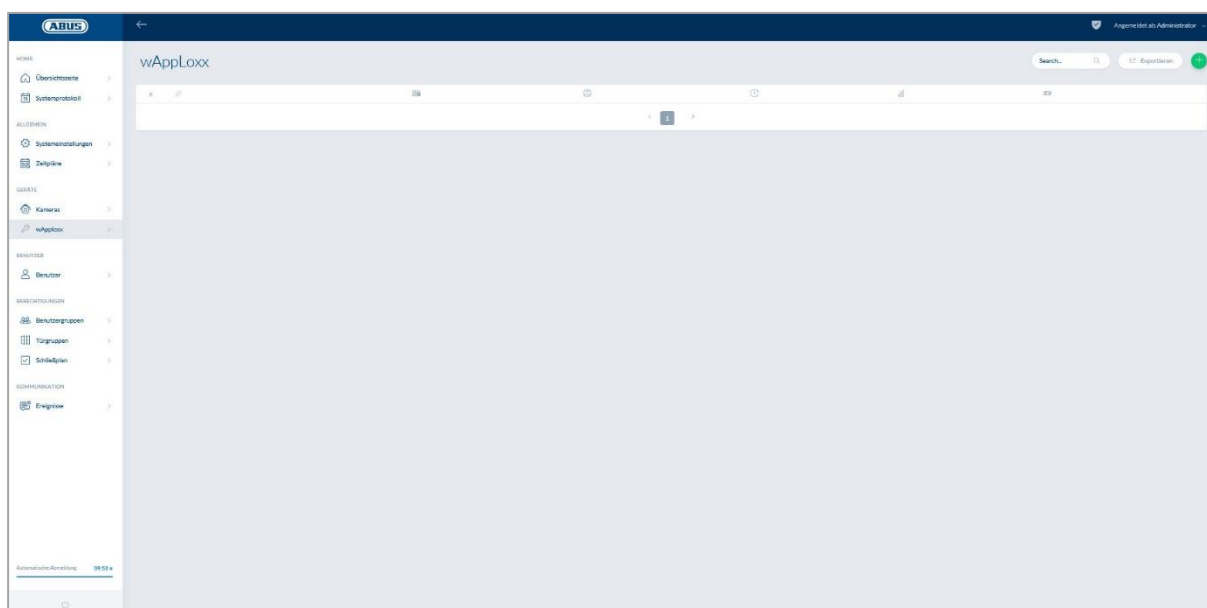 ABUS
Angemeldet als Administrator
HOME
Übersichtsseite
Systemprotokoll
ALLGEMEIN
Systemeinstellungen
Zeitpläne
GERÄTE
Kameras
wApploxx
BENUTZER
Benutzer
BERECHTIGUNGEN
Benutzergruppen
Türgruppen
Schließplan
KOMMUNIKATION
Ereignisse
Automatische Abmeldung 09:53
wAppLoxx
Search...
Exportieren
#
1